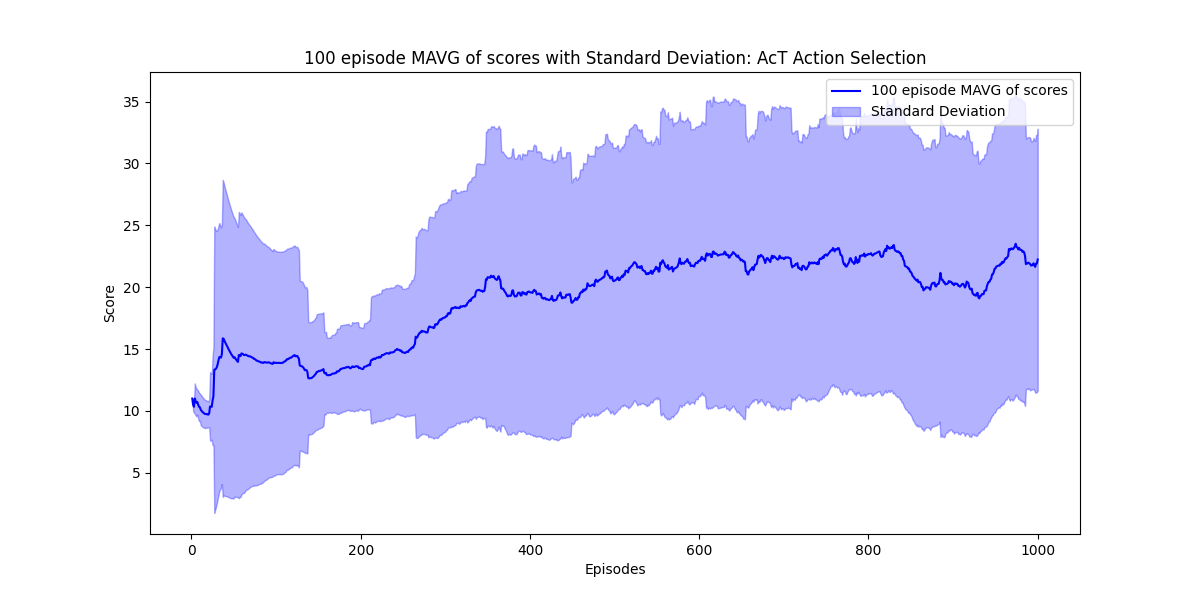 100 episode MAVG of scores with Standard Deviation: AcT Action Selection
100 episode MAVG of scores
Standard Deviation
35
30
25
20
15
10
5
Score
0 200 400 600 800 1000
Episodes